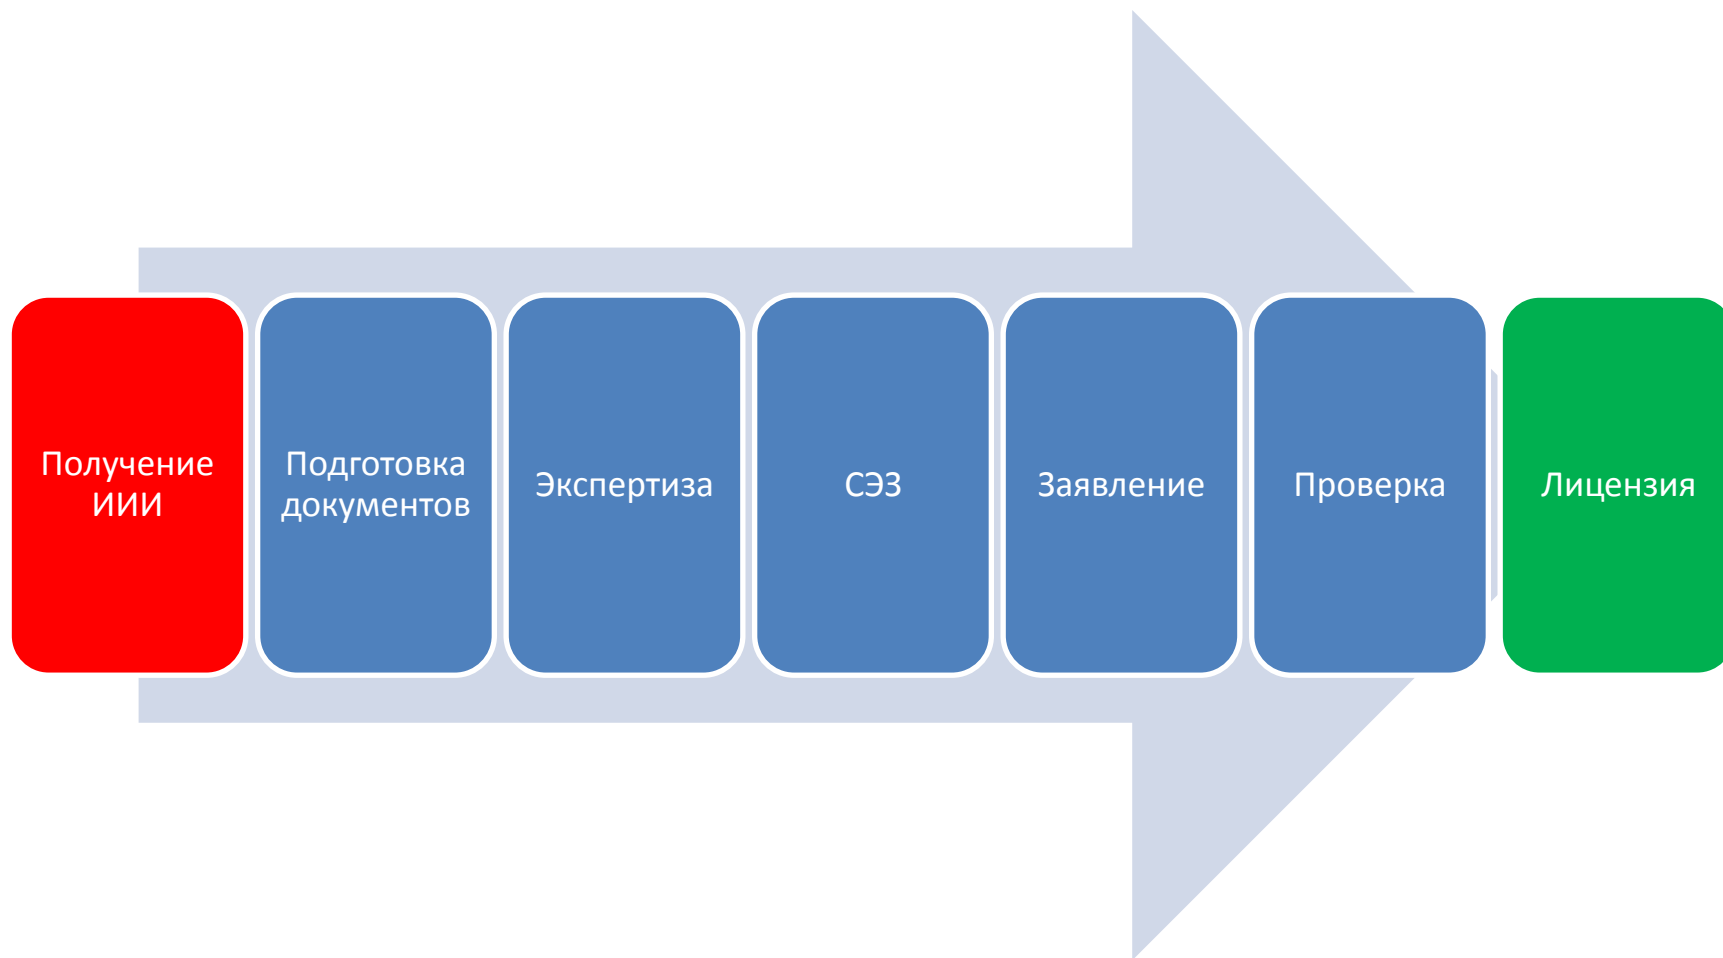 Получение
ИИИ
Подготовка
документов
Экспертиза
СЭЗ
Заявление
Проверка
Лицензия